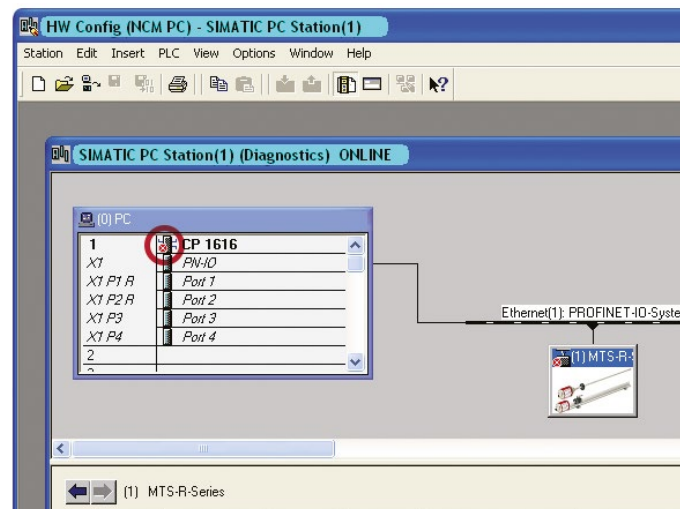 HW Config (NCM PC) - SIMATIC PC Station(1)
Station Edit Insert PLC View Options Window Help
SIMATIC PC Station(1) (Diagnostics) ONLINE
(0) PC
1 CP 1616
X1 PN-IO
X1 P1 R Port 1
X1 P2 R Port 2
X1 P3 Port 3
X1 P4 Port 4
2
Ethernet(1): PROFINET-IO-Syste
(1) MTS-R-S
(1) MTS-R-Series